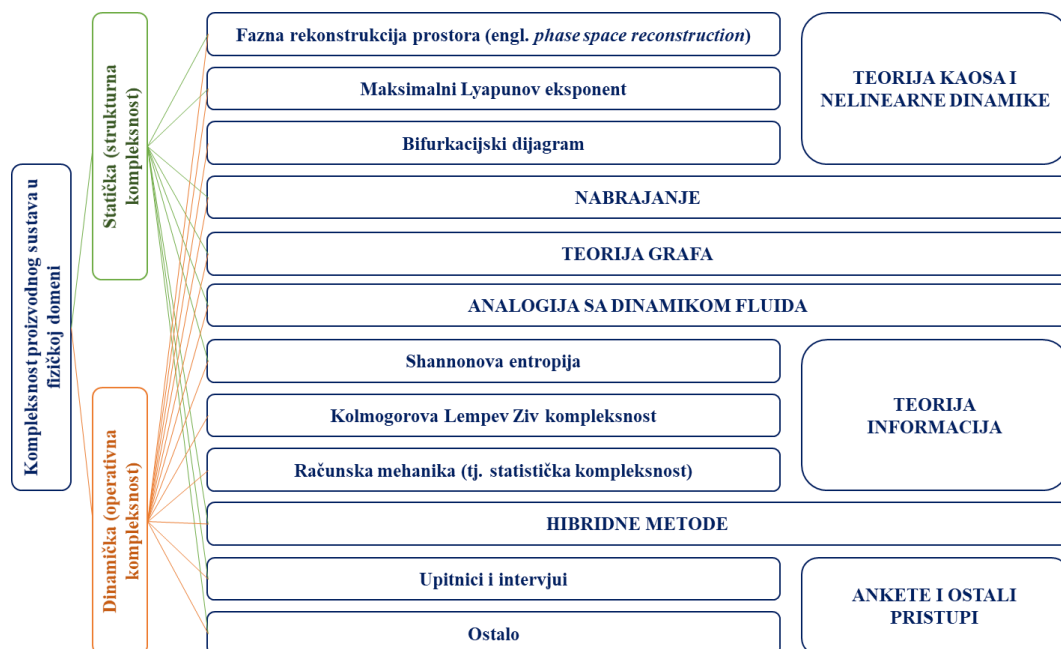 Kompleksnost proizvodnog sustava u
fizičkoj domeni
Statička (strukturna
kompleksnost)
Dinamička (operativna
kompleksnost)
Fazna rekonstrukcija prostora (engl. phase space reconstruction)
Maksimalni Lyapunov eksponent
Bifurkacijski dijagram
TEORIJA KAOSA I
NELINEARNE DINAMIKE
NABRAJANJE
TEORIJA GRAFA
ANALOGIJA SA DINAMIKOM FLUIDA
Shannonova entropija
Kolmogorova Lempev Ziv kompleksnost
Računska mehanika (tj. statistička kompleksnost)
TEORIJA
INFORMACIJA
HIBRIDNE METODE
Upitnici i intervjui
Ostalo
ANKETE I OSTALI
PRISTUPI